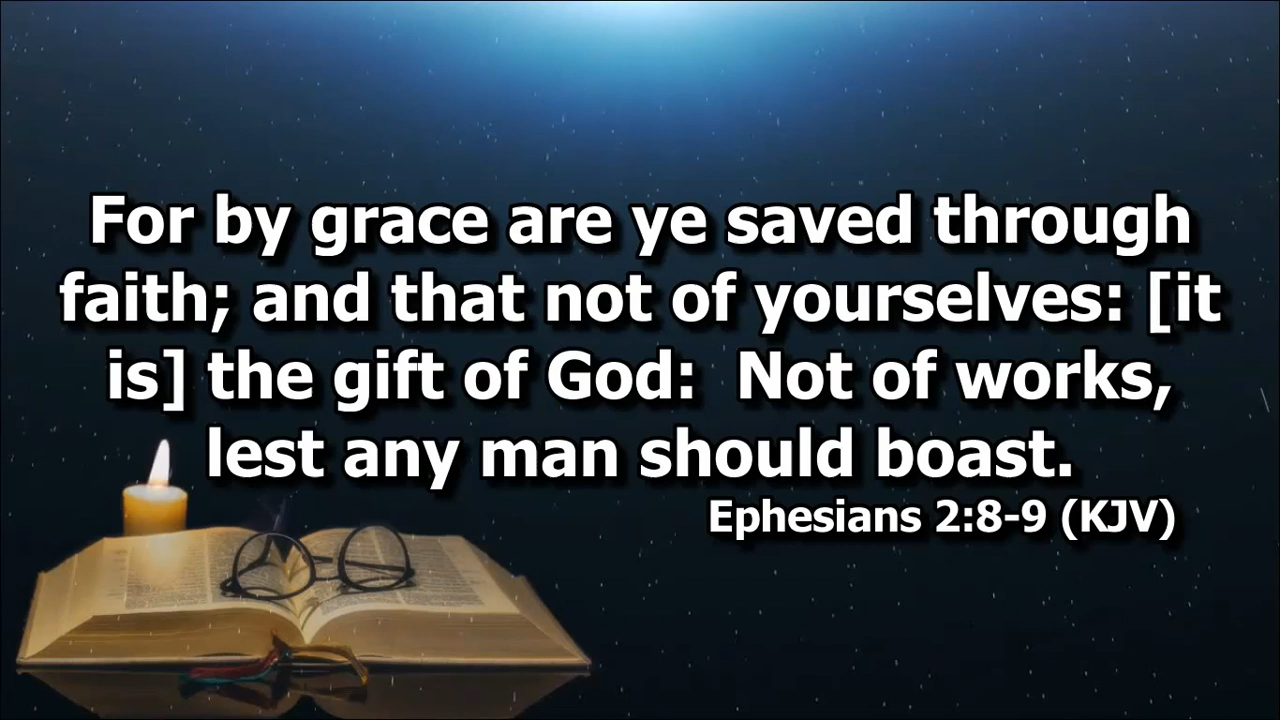 For by grace are ye saved through
faith; and that not of yourselves: [it
is] the gift of God:  Not of works,
lest any man should boast.
Ephesians 2:8-9 (KJV)